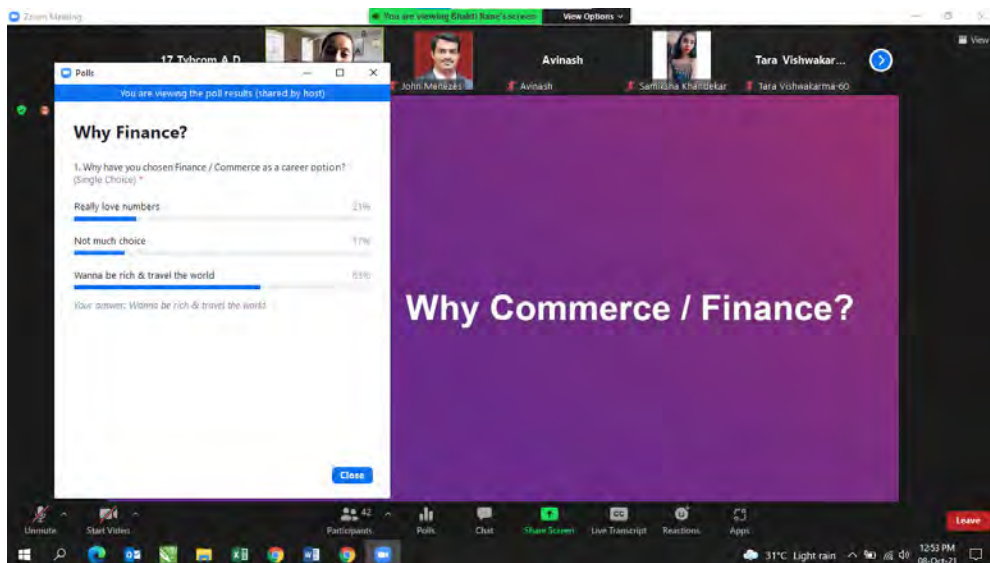 Zoom Meeting
You are viewing Bhakti Rane's screen
View Options
View
17 Tybcom A D
Avinash
Tara Vishwakar...
John Menezes
Avinash
Samiksha Khandekar
Tara Vishwakarma-60
Polls
You are viewing the poll results (shared by host)
Why Finance?
1. Why have you chosen Finance / Commerce as a career option?
(Single Choice) *
Really love numbers
21%
Not much choice
17%
Wanna be rich & travel the world
63%
Your answer: Wanna be rich & travel the world
Close
Why Commerce / Finance?
Unmute
Start Video
42
Participants
Polls
Chat
Share Screen
CC
Live Transcript
Reactions
Apps
Leave
31°C Light rain
12:53 PM
08-Oct-21